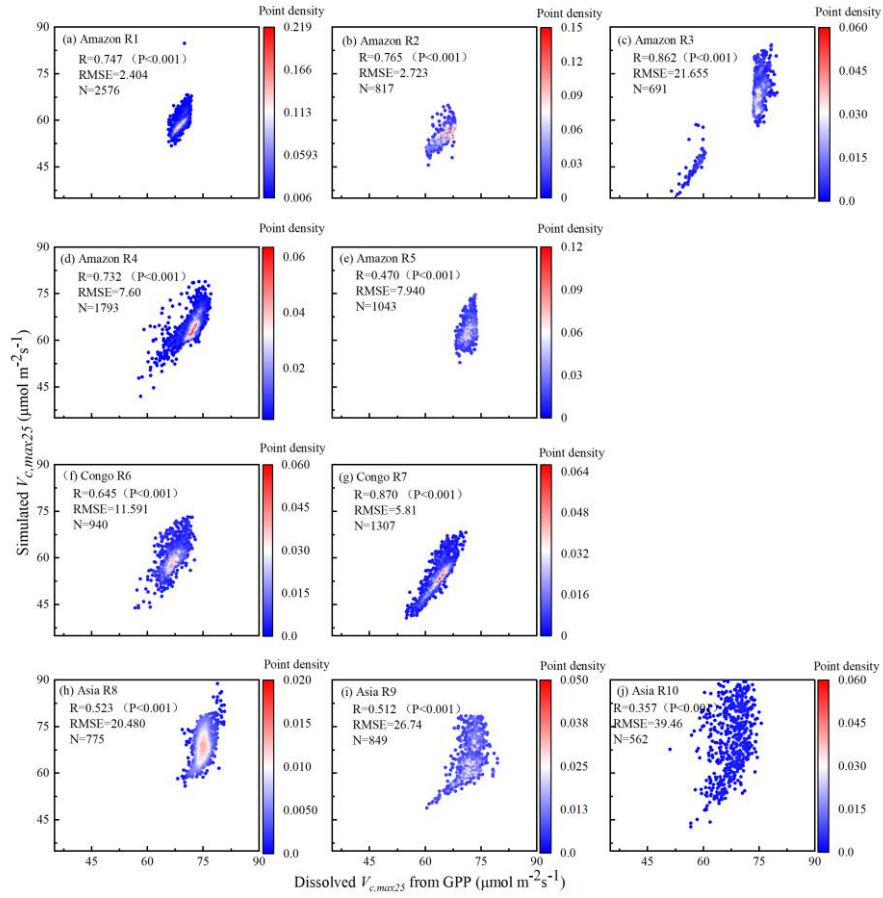 Point density
(a) Amazon R1
R=0.747 （P<0.001）
RMSE=2.404
N=2576
90
75
60
45
0.219
0.166
0.113
0.0593
0.006
Point density
(b) Amazon R2
R=0.765 （P<0.001）
RMSE=2.723
N=817
0.15
0.12
0.090
0.060
0.03
0
Point density
(c) Amazon R3
R=0.862 （P<0.001）
RMSE=21.655
N=691
90
75
60
45
45
60
75
90
0.060
0.045
0.030
0.015
0.0
Point density
(d) Amazon R4
R=0.732 （P<0.001）
RMSE=7.60
N=1793
90
75
60
45
0.06
0.04
0.02
Point density
(e) Amazon R5
R=0.470 （P<0.001）
RMSE=7.940
N=1043
0.12
0.09
0.06
0.03
0
Simulated Vc,max25 (μmol m-2s-1)
Point density
（f) Congo R6
R=0.645 （P<0.001）
RMSE=11.591
N=940
90
75
60
45
0.060
0.045
0.030
0.015
0.0
Point density
(g) Congo R7
R=0.870 （P<0.001）
RMSE=5.81
N=1307
0.064
0.048
0.032
0.016
0
Point density
(h) Asia R8
R=0.523 （P<0.001）
RMSE=20.480
N=775
90
75
60
45
45
60
75
90
0.020
0.015
0.010
0.0050
0.0
Point density
(i) Asia R9
R=0.512 （P<0.001）
RMSE=26.74
N=849
45
60
75
90
0.050
0.038
0.025
0.013
0.0
Point density
(j) Asia R10
R=0.357 （P<0.001）
RMSE=39.46
N=562
45
60
75
90
0.060
0.045
0.030
0.015
0.0
Dissolved Vc,max25 from GPP (μmol m-2s-1)